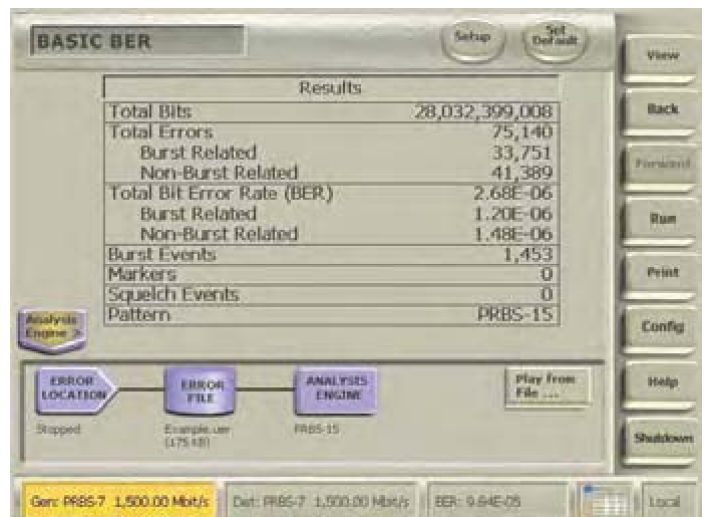 BASIC BER
Setup
Set Default
View
Results
Total Bits 28,032,399,008
Back
Total Errors 75,140
Burst Related 33,751
Non-Burst Related 41,389
Forward
Total Bit Error Rate (BER) 2.68E-06
Burst Related 1.20E-06
Run
Non-Burst Related 1.48E-06
Burst Events 1,453
Markers 0
Print
Squelch Events 0
Pattern PRBS-15
Analysis Engine >
Config
ERROR LOCATION
ERROR FILE
ANALYSIS ENGINE
Play from File ...
Help
Stopped
Example.uer
(175 KB)
PRBS-15
Shutdown
Gen: PRBS-7 1,500.00 Mbit/s
Det: PRBS-7 1,500.00 Mbit/s
BER: 9.84E-05
Local